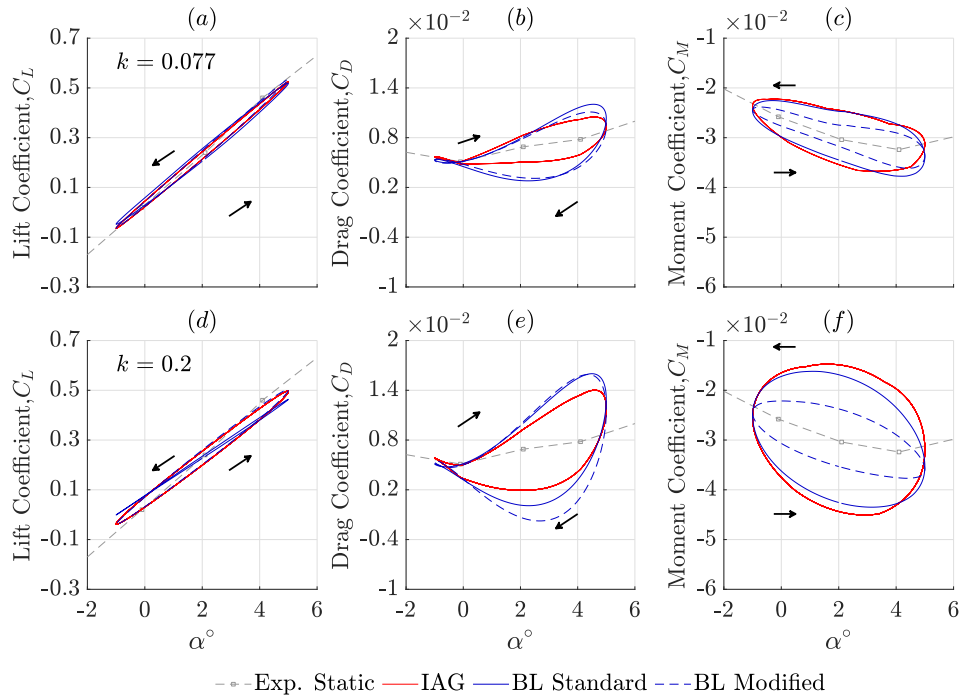 (a)
(b)
(c)
×10⁻²
×10⁻²
Lift Coefficient, C_L
0.7
0.5
0.3
0.1
-0.1
-0.3
k = 0.077
Drag Coefficient, C_D
2
1.4
0.8
0.2
-0.4
-1
Moment Coefficient, C_M
-1
-2
-3
-4
-5
-6
(d)
(e)
(f)
×10⁻²
×10⁻²
Lift Coefficient, C_L
0.7
0.5
0.3
0.1
-0.1
-0.3
k = 0.2
Drag Coefficient, C_D
2
1.4
0.8
0.2
-0.4
-1
Moment Coefficient, C_M
-1
-2
-3
-4
-5
-6
-2 0 2 4 6
-2 0 2 4 6
-2 0 2 4 6
α°
α°
α°
Exp. Static IAG BL Standard BL Modified